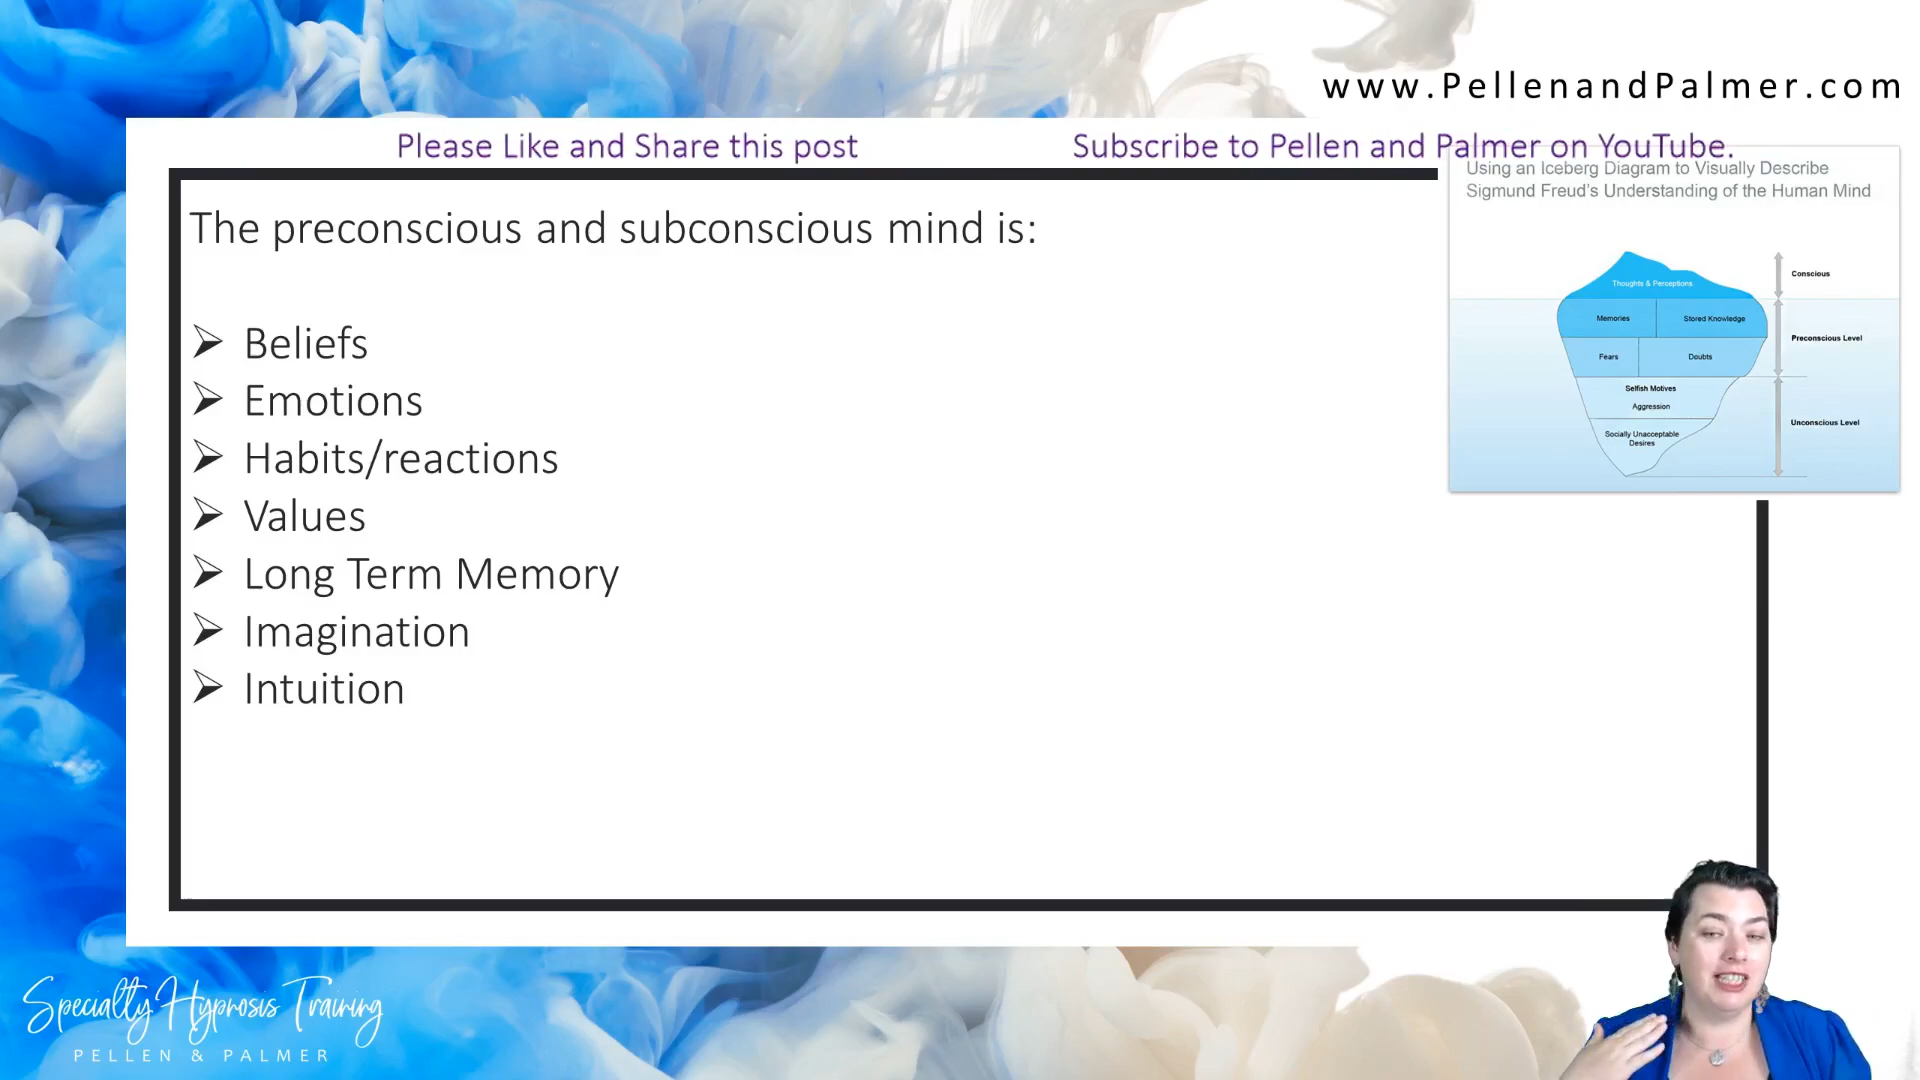 www.PellenandPalmer.com
Please Like and Share this post
Subscribe to Pellen and Palmer on YouTube.
Using an Iceberg Diagram to Visually Describe
Sigmund Freud's Understanding of the Human Mind
The preconscious and subconscious mind is:
Beliefs
Emotions
Habits/reactions
Values
Long Term Memory
Imagination
Intuition
Thoughts & Perceptions
Conscious
Memories
Stored Knowledge
Preconscious Level
Fears
Doubts
Selfish Motives
Aggression
Unconscious Level
Socially Unacceptable
Desires
Specialty Hypnosis Training
PELLEN & PALMER